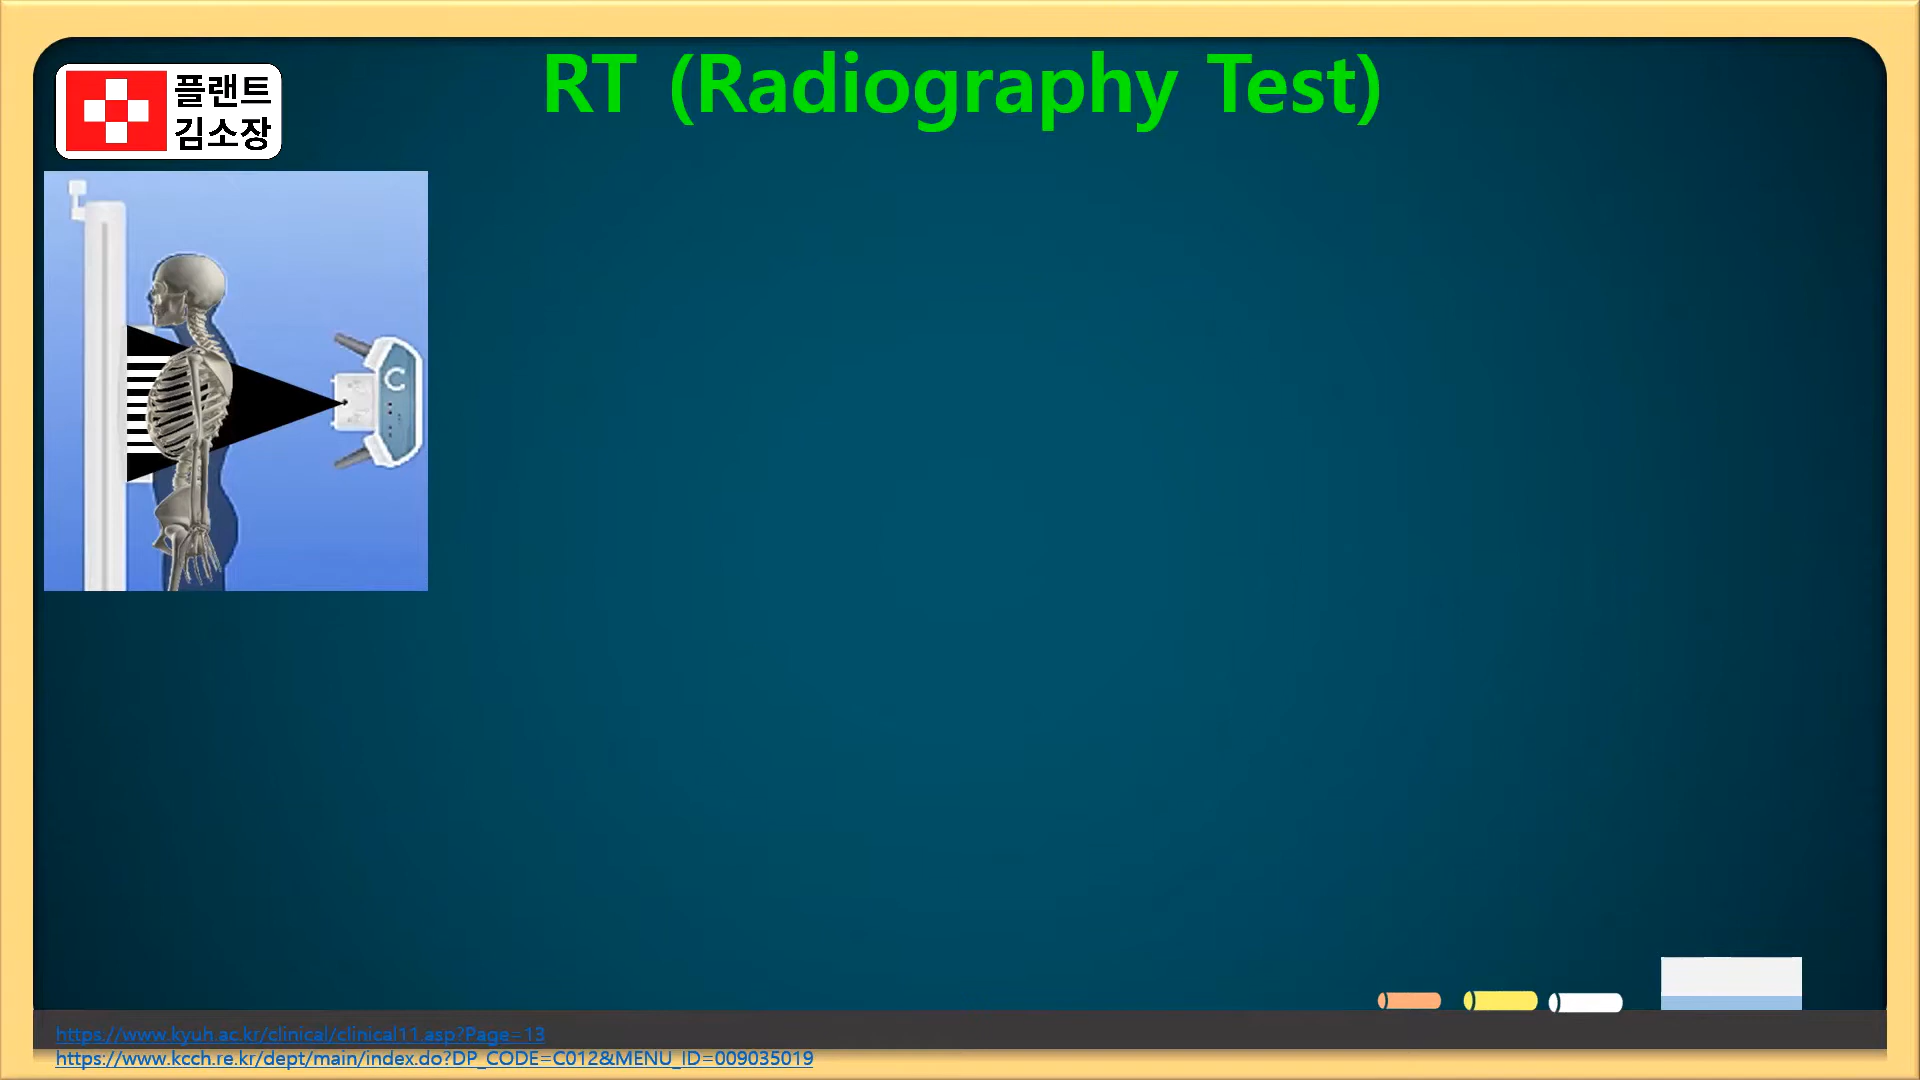 RT (Radiography Test)
플랜트
김소장
C
https://www.kyuh.ac.kr/clinical/clinical11.asp?Page=13
https://www.kcch.re.kr/dept/main/index.do?DP_CODE=C012&MENU_ID=009035019